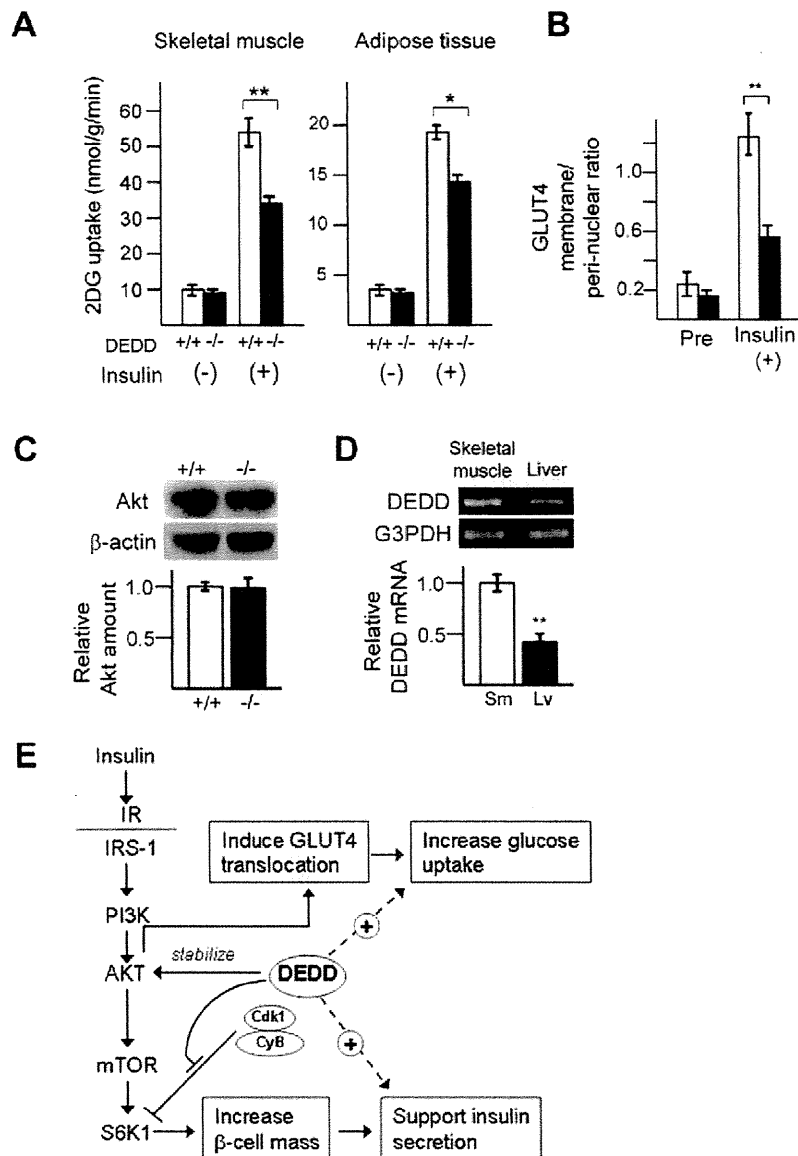 A
Skeletal muscle
Adipose tissue
2DG uptake (nmol/g/min)
60
50
40
30
20
10
20
15
10
5
**
*
DEDD +/+ -/- +/+ -/- +/+ -/- +/+ -/-
Insulin (-) (+) (-) (+)
B
GLUT4
membrane/
peri-nuclear ratio
1.0
0.6
0.2
**
Pre Insulin
(+)
C
+/+ -/-
Akt
β-actin
Relative
Akt amount
1.0
0.5
+/+ -/-
D
Skeletal
muscle Liver
DEDD
G3PDH
Relative
DEDD mRNA
1.0
0.5
**
Sm Lv
E
Insulin
IR
IRS-1
PI3K
AKT
mTOR
S6K1
Induce GLUT4
translocation
Increase glucose
uptake
stabilize
DEDD
+
Cdk1
CyB
+
Increase
β-cell mass
Support insulin
secretion